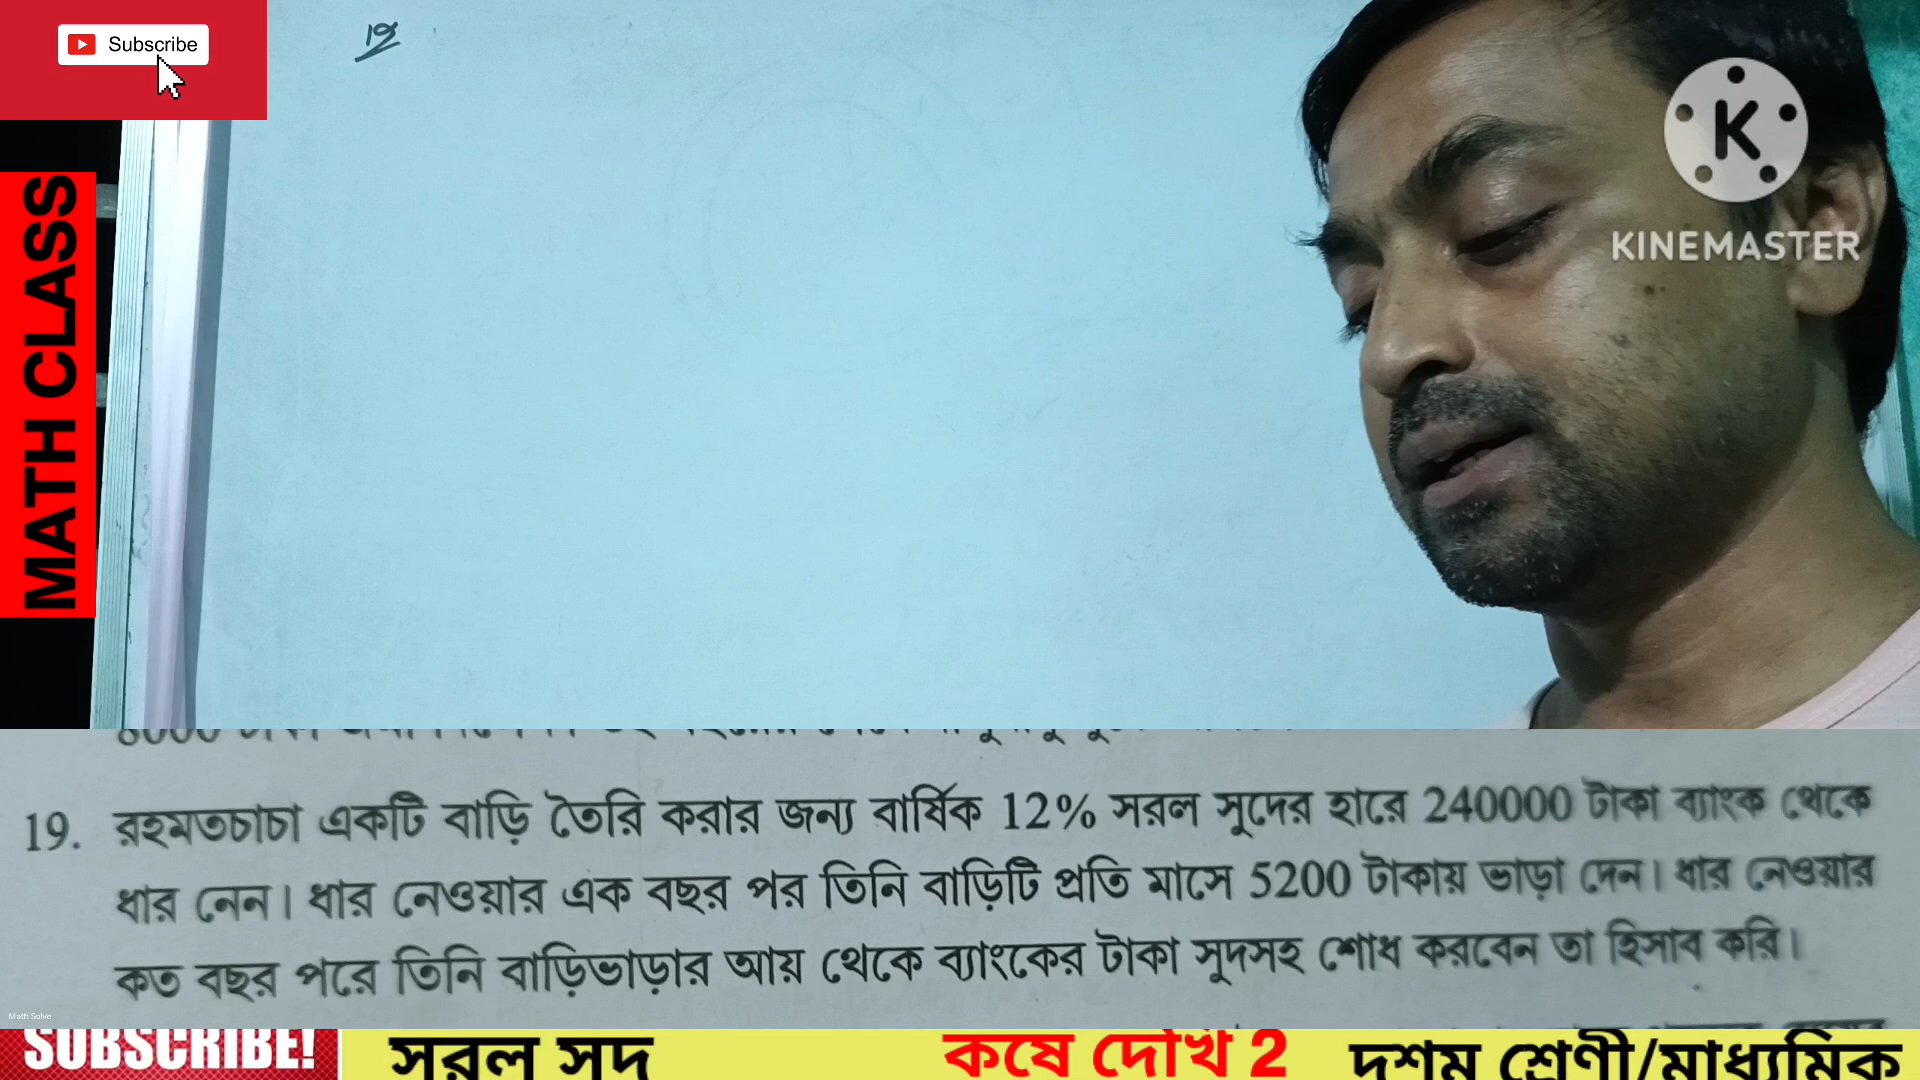 Subscribe
19
K
KINEMASTER
MATH CLASS
19. রহমতচাচা একটি বাড়ি তৈরি করার জন্য বার্ষিক 12% সরল সুদের হারে 240000 টাকা ব্যাংক থেকে
ধার নেন। ধার নেওয়ার এক বছর পর তিনি বাড়িটি প্রতি মাসে 5200 টাকায় ভাড়া দেন। ধার নেওয়ার
কত বছর পরে তিনি বাড়িভাড়ার আয় থেকে ব্যাংকের টাকা সুদসহ শোধ করবেন তা হিসাব করি।
Math Solve
SUBSCRIBE!
সরল সুদ
কষে দেখি 2
দশম শ্রেণী/মাধ্যমিক